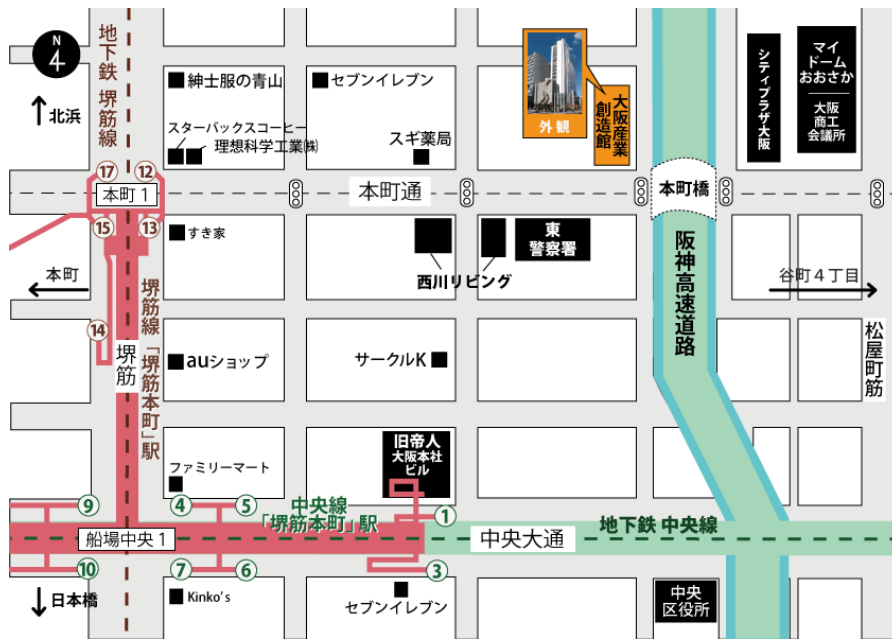 N
4
北浜
地下鉄 堺筋線
紳士服の青山
セブンイレブン
スターバックスコーヒー
理想科学工業㈱
スギ薬局
外観
大阪産業
創造館
シティプラザ大阪
マイ
ドーム
おおさか
大阪
商工
会議所
⑰
⑫
本町1
本町通
本町橋
⑮
⑬
すき家
西川リビング
東
警察署
本町
谷町4丁目
阪神高速道路
松屋町筋
⑭
堺筋
堺筋線「堺筋本町」駅
auショップ
サークルK
旧帝人
大阪本社
ビル
ファミリーマート
⑨
④
⑤
中央線
「堺筋本町」駅
①
地下鉄 中央線
船場中央1
中央大通
⑩
⑦
⑥
③
日本橋
Kinko's
セブンイレブン
中央
区役所